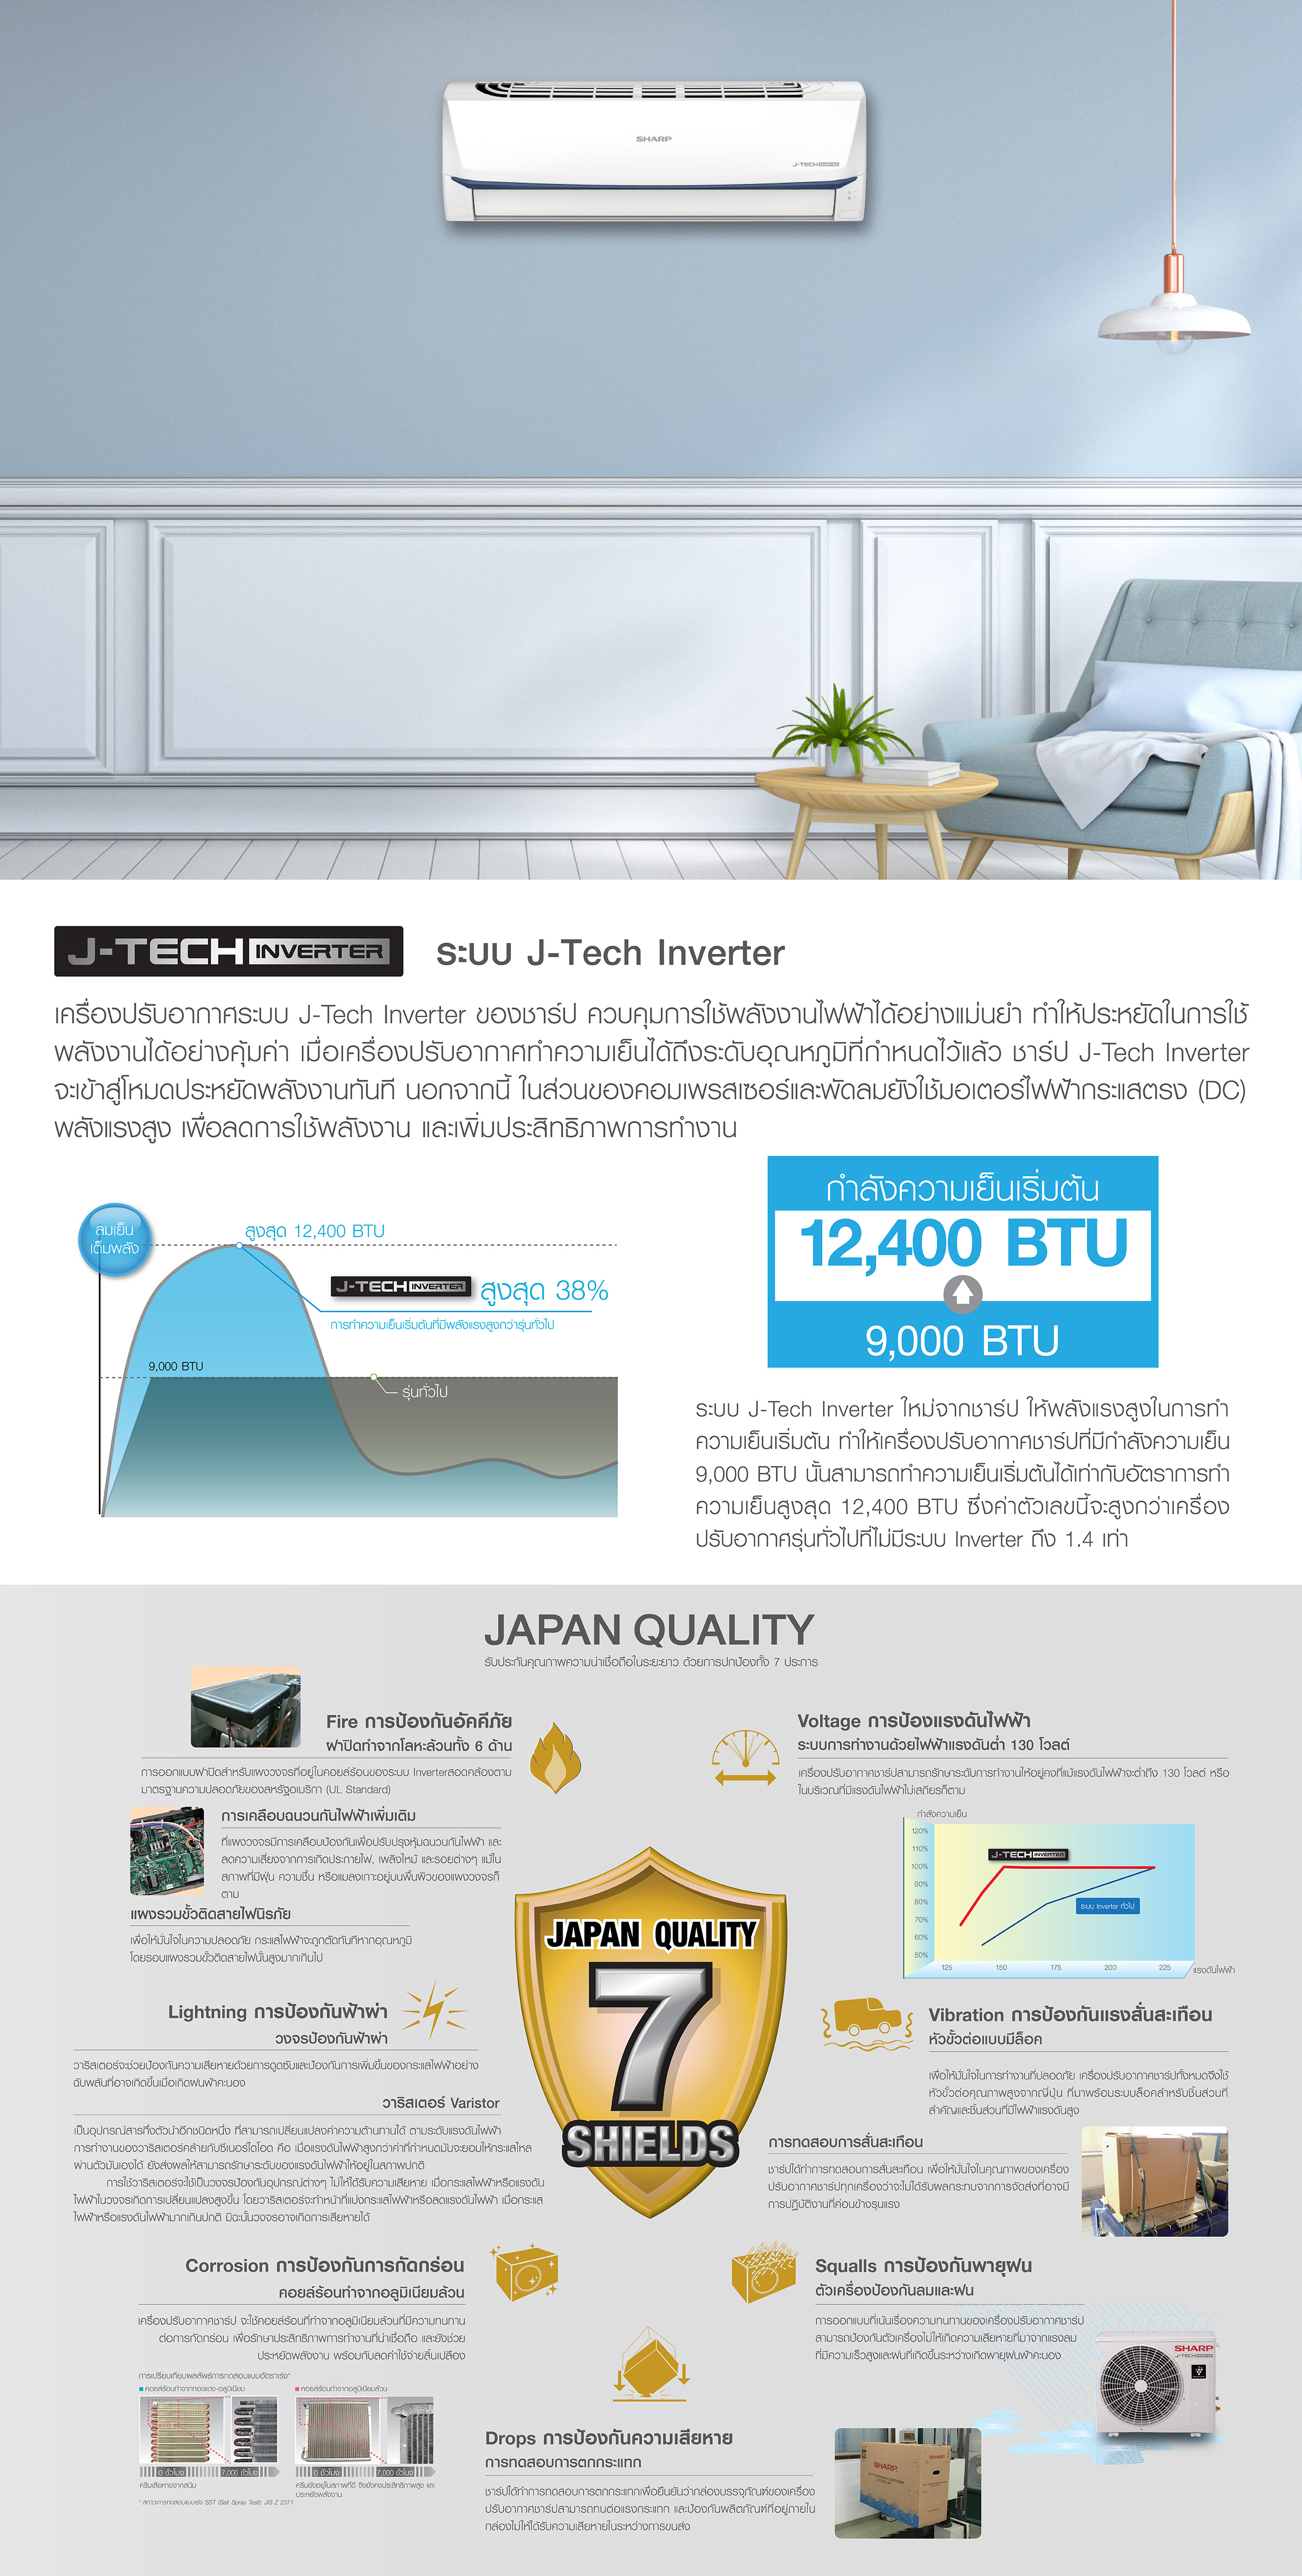 SHARP
J-TECH INVERTER
J-TECH INVERTER
ระบบ J-Tech Inverter
เครื่องปรับอากาศระบบ J-Tech Inverter ของชาร์ป ควบคุมการใช้พลังงานไฟฟ้าได้อย่างแม่นยำ ทำให้ประหยัดในการใช้
พลังงานได้อย่างคุ้มค่า เมื่อเครื่องปรับอากาศทำความเย็นได้ถึงระดับอุณหภูมิที่กำหนดไว้แล้ว ชาร์ป J-Tech Inverter
จะเข้าสู่โหมดประหยัดพลังงานทันที นอกจากนี้ ในส่วนของคอมเพรสเซอร์และพัดลมยังใช้มอเตอร์ไฟฟ้ากระแสตรง (DC)
พลังแรงสูง เพื่อลดการใช้พลังงาน และเพิ่มประสิทธิภาพการทำงาน
ลมเย็น
เต็มพลัง
สูงสุด 12,400 BTU
J-TECH INVERTER สูงสุด 38%
การทำความเย็นเริ่มต้นที่มีพลังแรงสูงกว่ารุ่นทั่วไป
9,000 BTU
รุ่นทั่วไป
กำลังความเย็นเริ่มต้น
12,400 BTU
9,000 BTU
ระบบ J-Tech Inverter ใหม่จากชาร์ป ให้พลังแรงสูงในการทำ
ความเย็นเริ่มต้น ทำให้เครื่องปรับอากาศชาร์ปที่มีกำลังความเย็น
9,000 BTU นั้นสามารถทำความเย็นเริ่มต้นได้เท่ากับอัตราการทำ
ความเย็นสูงสุด 12,400 BTU ซึ่งค่าตัวเลขนี้จะสูงกว่าเครื่อง
ปรับอากาศรุ่นทั่วไปที่ไม่มีระบบ Inverter ถึง 1.4 เท่า
JAPAN QUALITY
รับประกันคุณภาพความน่าเชื่อถือในระยะยาว ด้วยการปกป้องทั้ง 7 ประการ
Fire การป้องกันอัคคีภัย
ฝาปิดทำจากโลหะล้วนทั้ง 6 ด้าน
การออกแบบฝาปิดสำหรับแผงวงจรที่อยู่ในคอยล์ร้อนของระบบ Inverterสอดคล้องตาม
มาตรฐานความปลอดภัยของสหรัฐอเมริกา (UL Standard)
การเคลือบฉนวนกันไฟฟ้าเพิ่มเติม
ที่แผงวงจรมีการเคลือบป้องกันเพื่อปรับปรุงหุ้มฉนวนกันไฟฟ้า และ
ลดความเสี่ยงจากการเกิดประกายไฟ, เพลิงไหม้ และรอยต่างๆ แม้ใน
สภาพที่มีฝุ่น ความชื้น หรือแมลงเกาะอยู่บนพื้นผิวของแผงวงจรก็
ตาม
แผงรวมขั้วติดสายไฟนิรภัย
เพื่อให้มั่นใจในความปลอดภัย กระแสไฟฟ้าจะถูกตัดทันทีหากอุณหภูมิ
โดยรอบแผงรวมขั้วติดสายไฟนั้นสูงมากเกินไป
Lightning การป้องกันฟ้าผ่า
วงจรป้องกันฟ้าผ่า
วาริสเตอร์จะช่วยป้องกันความเสียหายด้วยการดูดซับและป้องกันการเพิ่มขึ้นของกระแสไฟฟ้าอย่าง
ฉับพลันที่อาจเกิดขึ้นเมื่อเกิดฝนฟ้าคะนอง
วาริสเตอร์ Varistor
เป็นอุปกรณ์สารกึ่งตัวนำอีกชนิดหนึ่ง ที่สามารถเปลี่ยนแปลงค่าความต้านทานได้ ตามระดับแรงดันไฟฟ้า
การทำงานของวาริสเตอร์คล้ายกับซีเนอร์ไดโอด คือ เมื่อแรงดันไฟฟ้าสูงกว่าค่าที่กำหนดมันจะยอมให้กระแสไหล
ผ่านตัวมันเองได้ ยังส่งผลให้สามารถรักษาระดับของแรงดันไฟฟ้าให้อยู่ในสภาพปกติ
การใช้วาริสเตอร์จะใช้เป็นวงจรป้องกันอุปกรณ์ต่างๆ ไม่ให้ได้รับความเสียหาย เมื่อกระแสไฟฟ้าหรือแรงดัน
ไฟฟ้าในวงจรเกิดการเปลี่ยนแปลงสูงขึ้น โดยวาริสเตอร์จะทำหน้าที่แบ่งกระแสไฟฟ้าหรือลดแรงดันไฟฟ้า เมื่อกระแส
ไฟฟ้าหรือแรงดันไฟฟ้ามากเกินปกติ มิฉะนั้นวงจรอาจเกิดการเสียหายได้
Corrosion การป้องกันการกัดกร่อน
คอยล์ร้อนทำจากอลูมิเนียมล้วน
เครื่องปรับอากาศชาร์ป จะใช้คอยล์ร้อนที่ทำจากอลูมิเนียมล้วนที่มีความทนทาน
ต่อการกัดกร่อน เพื่อรักษาประสิทธิภาพการทำงานที่น่าเชื่อถือ และยังช่วย
ประหยัดพลังงาน พร้อมกับลดค่าใช้จ่ายสิ้นเปลือง
การเปรียบเทียบผลลัพธ์การทดสอบแบบอัตราเร่ง*
คอยล์ร้อนทำจากทองแดง-อลูมิเนียม
คอยล์ร้อนทำจากอลูมิเนียมล้วน
0 ชั่วโมง 7,000 ชั่วโมง
0 ชั่วโมง 7,000 ชั่วโมง
ครีบเสียหายจากสนิม
ครีบยังอยู่ในสภาพที่ดี จึงยังคงประสิทธิภาพสูง และ
ประหยัดพลังงาน
* สภาวะการทดสอบแบบเร่ง SST (Salt Spray Test): JIS Z 2371
JAPAN QUALITY
7
SHIELDS
Voltage การป้องแรงดันไฟฟ้า
ระบบการทำงานด้วยไฟฟ้าแรงดันต่ำ 130 โวลต์
เครื่องปรับอากาศชาร์ปสามารถรักษาระดับการทำงานให้อยู่คงที่แม้แรงดันไฟฟ้าจะต่ำถึง 130 โวลต์ หรือ
ในบริเวณที่มีแรงดันไฟฟ้าไม่เสถียรก็ตาม
กำลังความเย็น
120%
110%
100%
90%
80%
70%
60%
50%
J-TECH INVERTER
ระบบ Inverter ทั่วไป
125 150 175 200 225
แรงดันไฟฟ้า
Vibration การป้องกันแรงสั่นสะเทือน
หัวขั้วต่อแบบมีล็อค
เพื่อให้มั่นใจในการทำงานที่ปลอดภัย เครื่องปรับอากาศชาร์ปทั้งหมดจึงใช้
หัวขั้วต่อคุณภาพสูงจากญี่ปุ่น ที่มาพร้อมระบบล็อคสำหรับชิ้นส่วนที่
สำคัญและชิ้นส่วนที่มีไฟฟ้าแรงดันสูง
การทดสอบการสั่นสะเทือน
ชาร์ปได้ทำการทดสอบการสั่นสะเทือน เพื่อให้มั่นใจในคุณภาพของเครื่อง
ปรับอากาศชาร์ปทุกเครื่องว่าจะไม่ได้รับผลกระทบจากการจัดส่งที่อาจมี
การปฏิบัติงานที่ค่อนข้างรุนแรง
Squalls การป้องกันพายุฝน
ตัวเครื่องป้องกันลมและฝน
การออกแบบที่เน้นเรื่องความทนทานของเครื่องปรับอากาศชาร์ป
สามารถป้องกันตัวเครื่องไม่ให้เกิดความเสียหายที่มาจากแรงลม
ที่มีความเร็วสูงและฝนที่เกิดขึ้นระหว่างเกิดพายุฝนฟ้าคะนอง
SHARP
J-TECH INVERTER
Drops การป้องกันความเสียหาย
การทดสอบการตกกระแทก
ชาร์ปได้ทำการทดสอบการตกกระแทกเพื่อยืนยันว่ากล่องบรรจุภัณฑ์ของเครื่อง
ปรับอากาศชาร์ปสามารถทนต่อแรงกระแทก และป้องกันผลิตภัณฑ์ที่อยู่ภายใน
กล่องไม่ให้ได้รับความเสียหายในระหว่างการขนส่ง
SHARP
SHARP